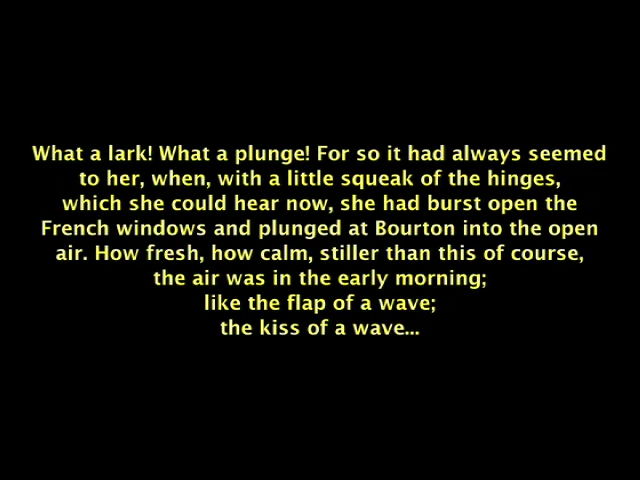 What a lark! What a plunge! For so it had always seemed
to her, when, with a little squeak of the hinges,
which she could hear now, she had burst open the
French windows and plunged at Bourton into the open
air. How fresh, how calm, stiller than this of course,
the air was in the early morning;
like the flap of a wave;
the kiss of a wave...